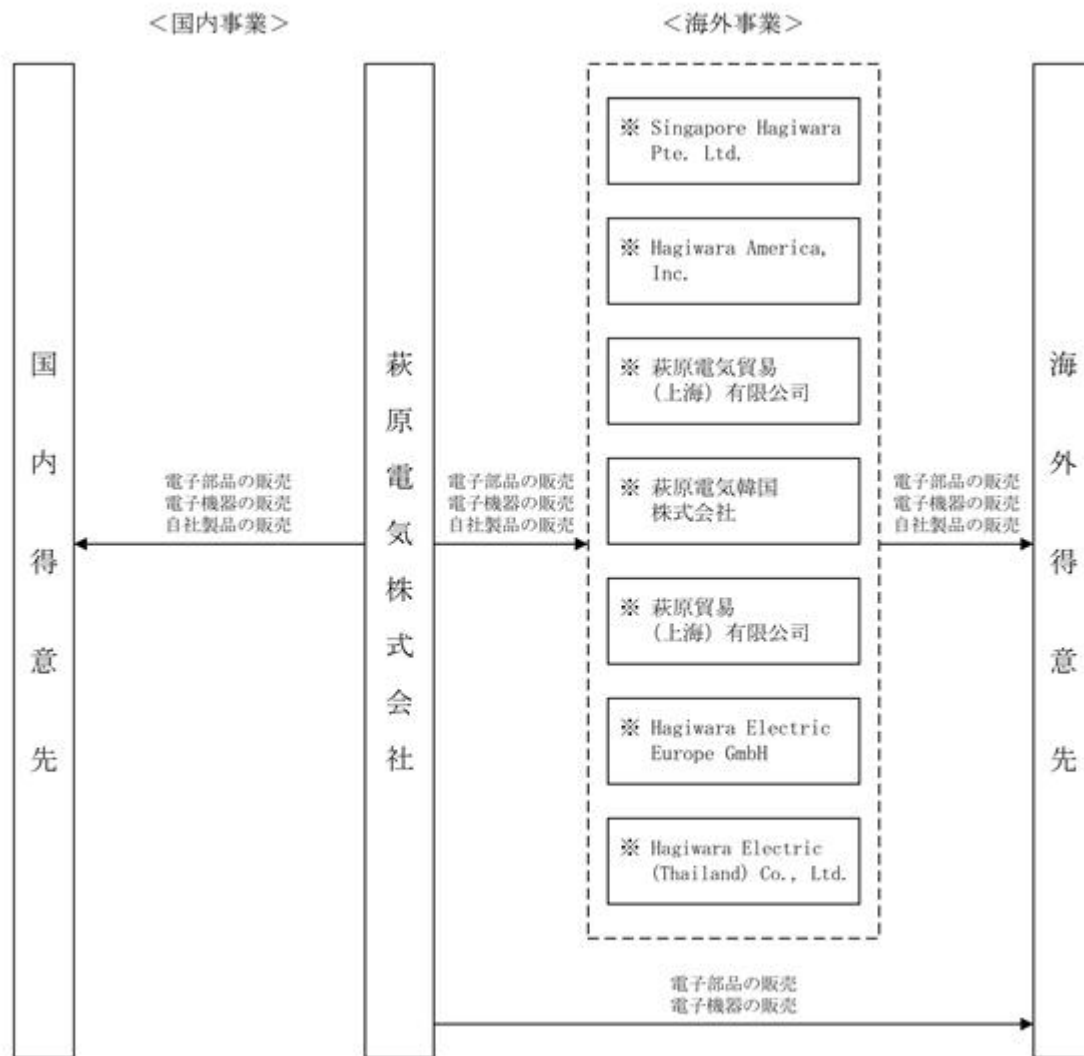 ＜国内事業＞
＜海外事業＞
国内得意先
電子部品の販売
電子機器の販売
自社製品の販売
萩原電気株式会社
電子部品の販売
電子機器の販売
自社製品の販売
※ Singapore Hagiwara
Pte. Ltd.
※ Hagiwara America,
Inc.
※ 萩原電気貿易
（上海）有限公司
※ 萩原電気韓国
株式会社
※ 萩原貿易
（上海）有限公司
※ Hagiwara Electric
Europe GmbH
※ Hagiwara Electric
(Thailand) Co., Ltd.
電子部品の販売
電子機器の販売
自社製品の販売
海外得意先
電子部品の販売
電子機器の販売